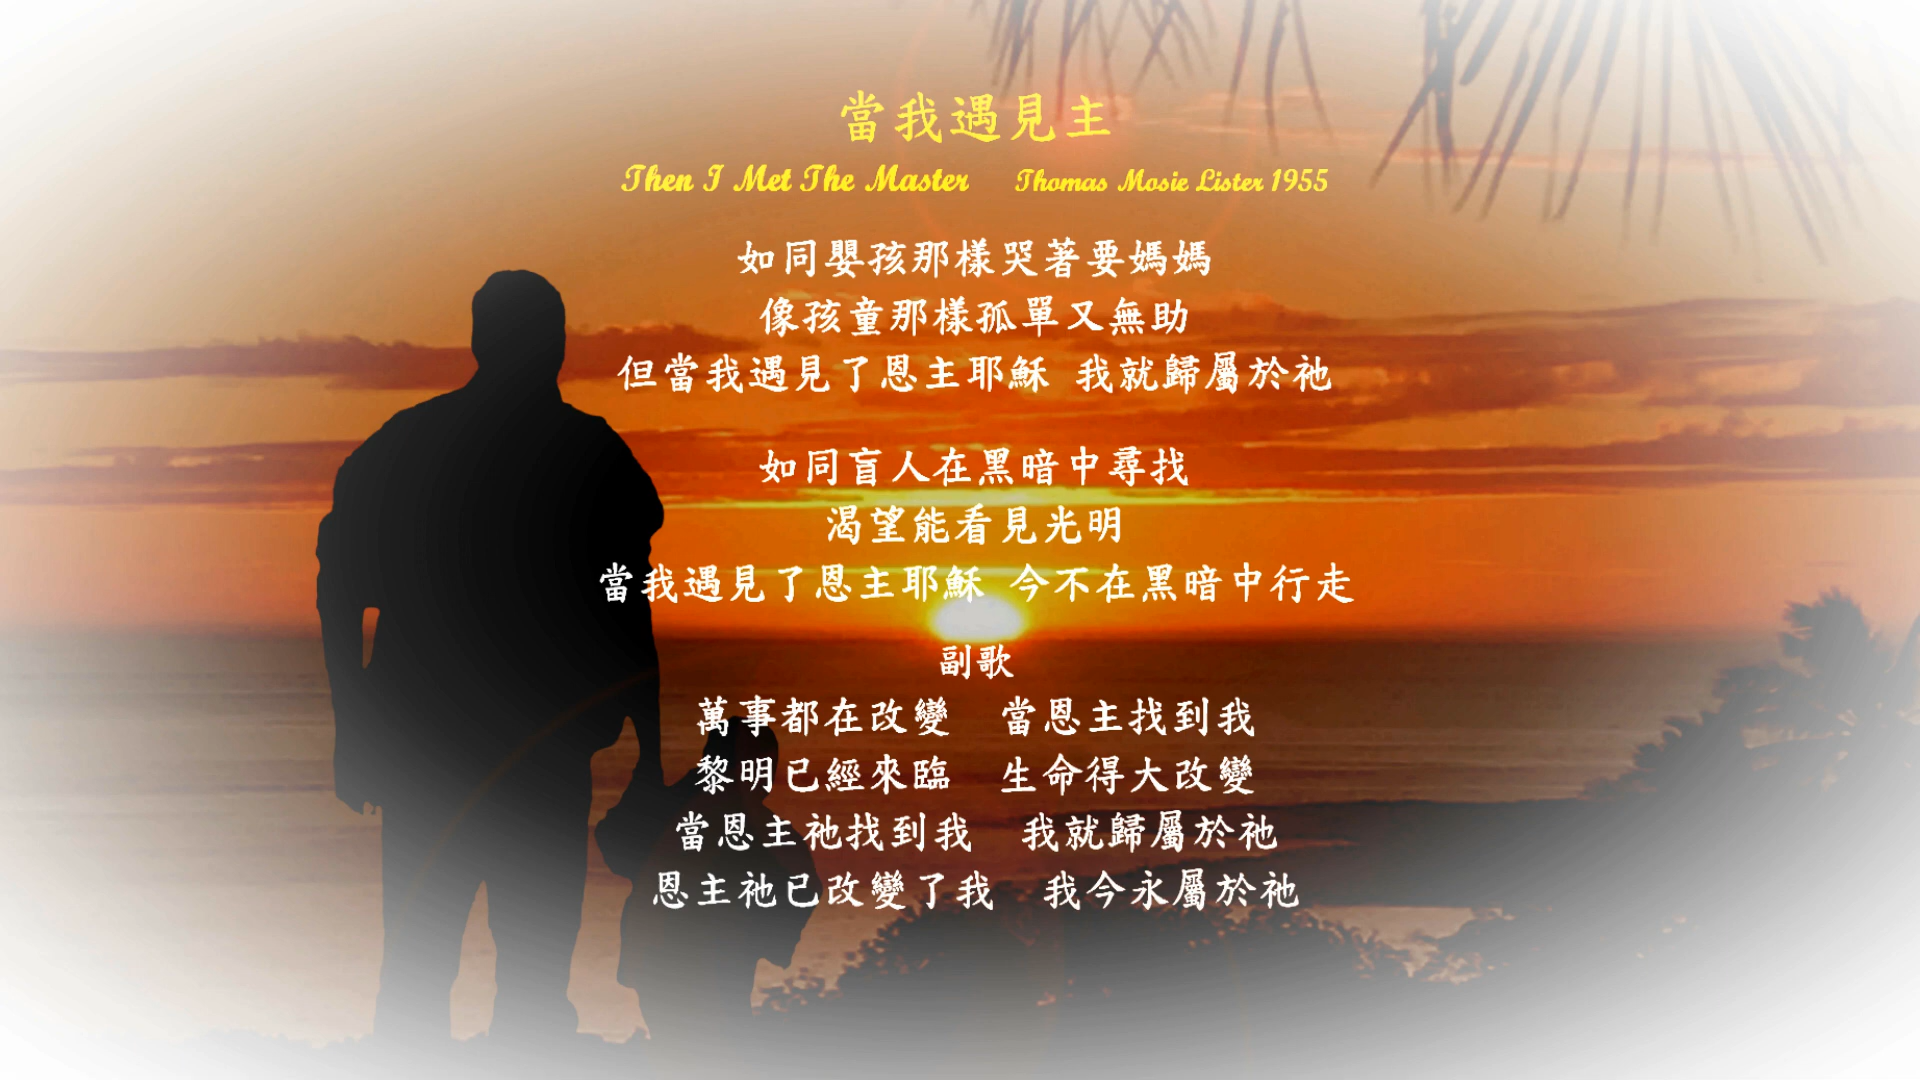 當我遇見主
Then I Met The Master Thomas Mosie Lister 1955
如同嬰孩那樣哭著要媽媽
像孩童那樣孤單又無助
但當我遇見了恩主耶穌 我就歸屬於祂
如同盲人在黑暗中尋找
渴望能看見光明
當我遇見了恩主耶穌 今不在黑暗中行走
副歌
萬事都在改變 當恩主找到我
黎明已經來臨 生命得大改變
當恩主祂找到我 我就歸屬於祂
恩主祂已改變了我 我今永屬於祂